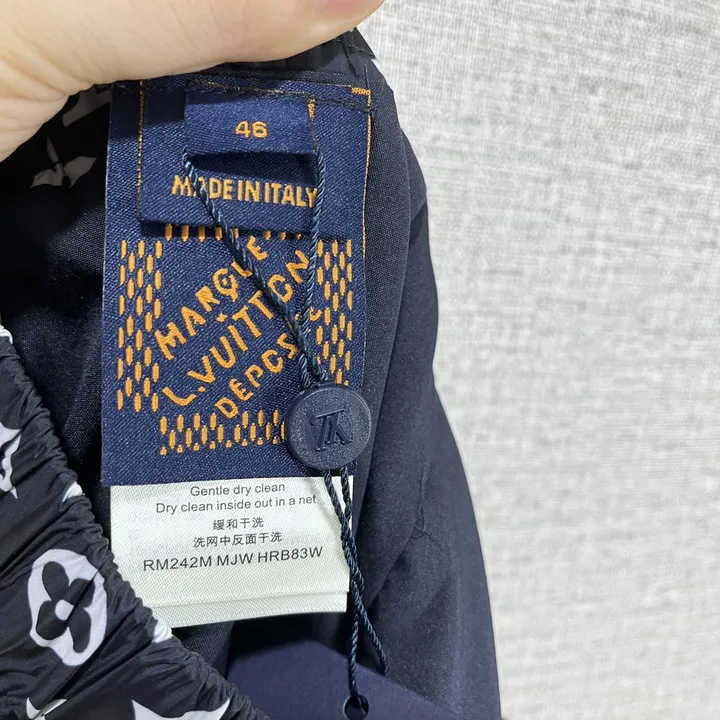 46
MADE IN ITALY
MARQUE
L.VUITTON
DÉPOSÉ
Gentle dry clean
Dry clean inside out in a net
缓和干洗
洗网中反面干洗
RM242M MJW HRB83W